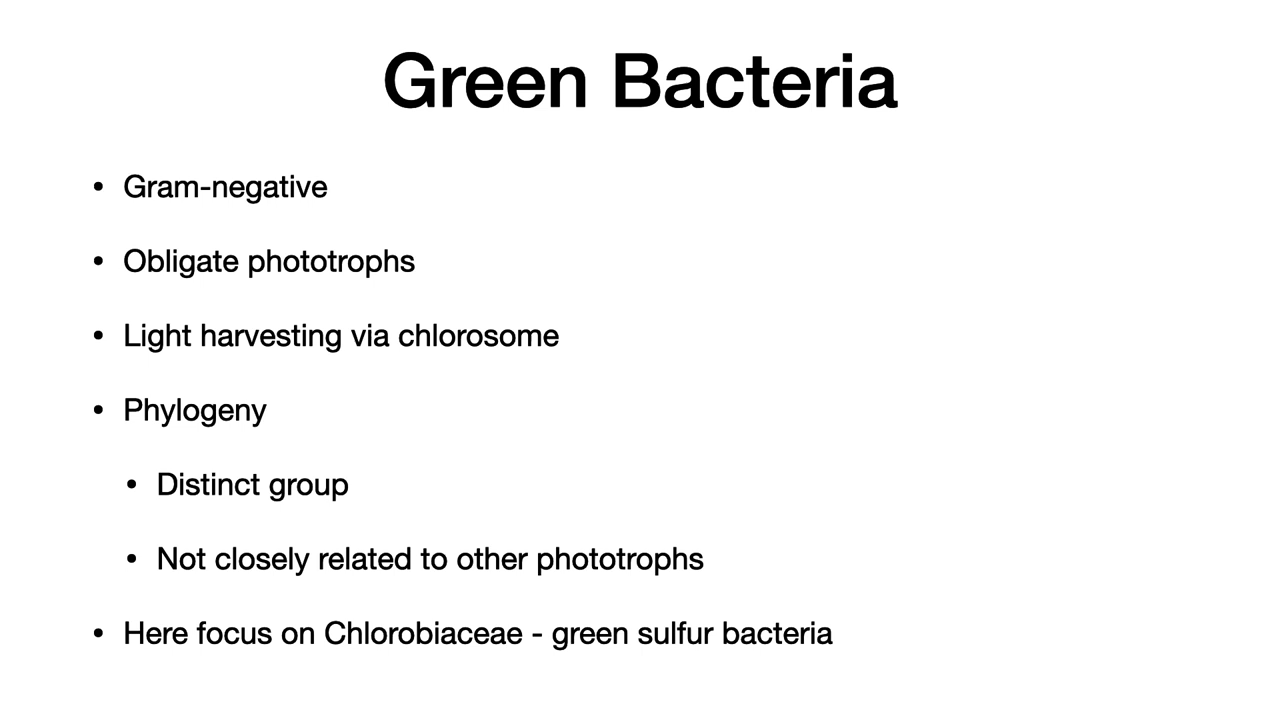 Green Bacteria
• Gram-negative
• Obligate phototrophs
• Light harvesting via chlorosome
• Phylogeny
• Distinct group
• Not closely related to other phototrophs
• Here focus on Chlorobiaceae - green sulfur bacteria